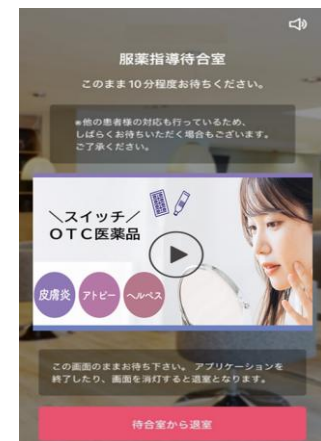 服薬指導待合室
このまま10分程度お待ちください。
※他の患者様の対応も行っているため、
しばらくお待ちいただく場合もございます。
ご了承ください。
＼スイッチ／
OTC医薬品
皮膚炎
アトピー
ヘルペス
この画面のままお待ち下さい。 アプリケーションを
終了したり、画面を消灯すると退室となります。
待合室から退室